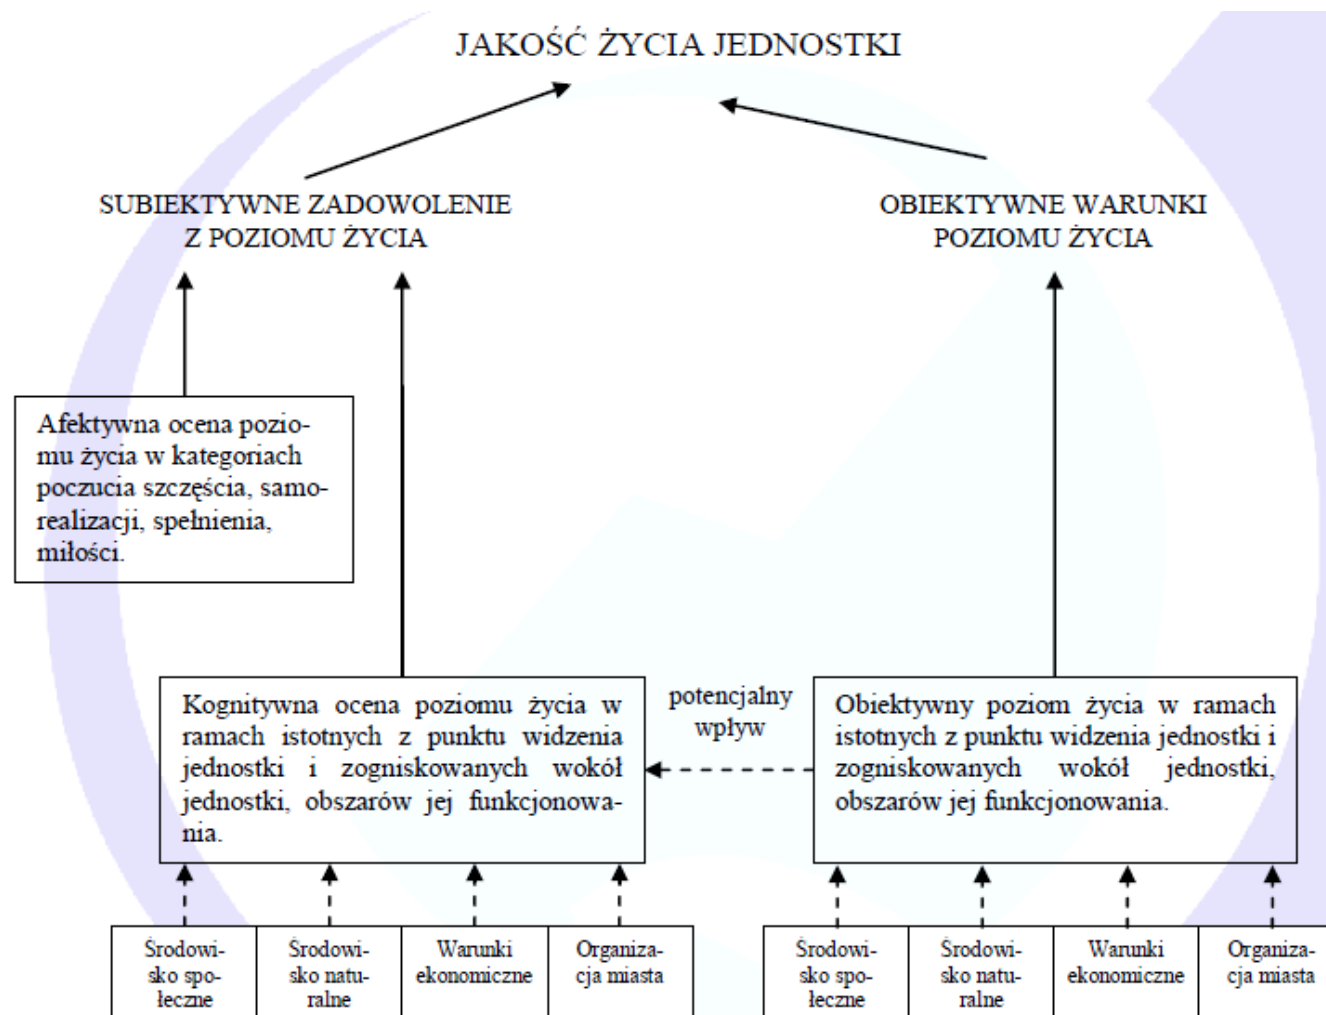 JAKOŚĆ ŻYCIA JEDNOSTKI
SUBIEKTYWNE ZADOWOLENIE
Z POZIOMU ŻYCIA
OBIEKTYWNE WARUNKI
POZIOMU ŻYCIA
Afektywna ocena pozio-
mu życia w kategoriach
poczucia szczęścia, samo-
realizacji, spełnienia,
miłości.
Kognitywna ocena poziomu życia w
ramach istotnych z punktu widzenia
jednostki i zogniskowanych wokół
jednostki, obszarów jej funkcjonowa-
nia.
potencjalny
wpływ
Obiektywny poziom życia w ramach
istotnych z punktu widzenia jednostki i
zogniskowanych wokół jednostki,
obszarów jej funkcjonowania.
Środowi-
sko spo-
łeczne
Środowi-
sko natu-
ralne
Warunki
ekonomiczne
Organiza-
cja miasta
Środowi-
sko spo-
łeczne
Środowi-
sko natu-
ralne
Warunki
ekonomiczne
Organiza-
cja miasta